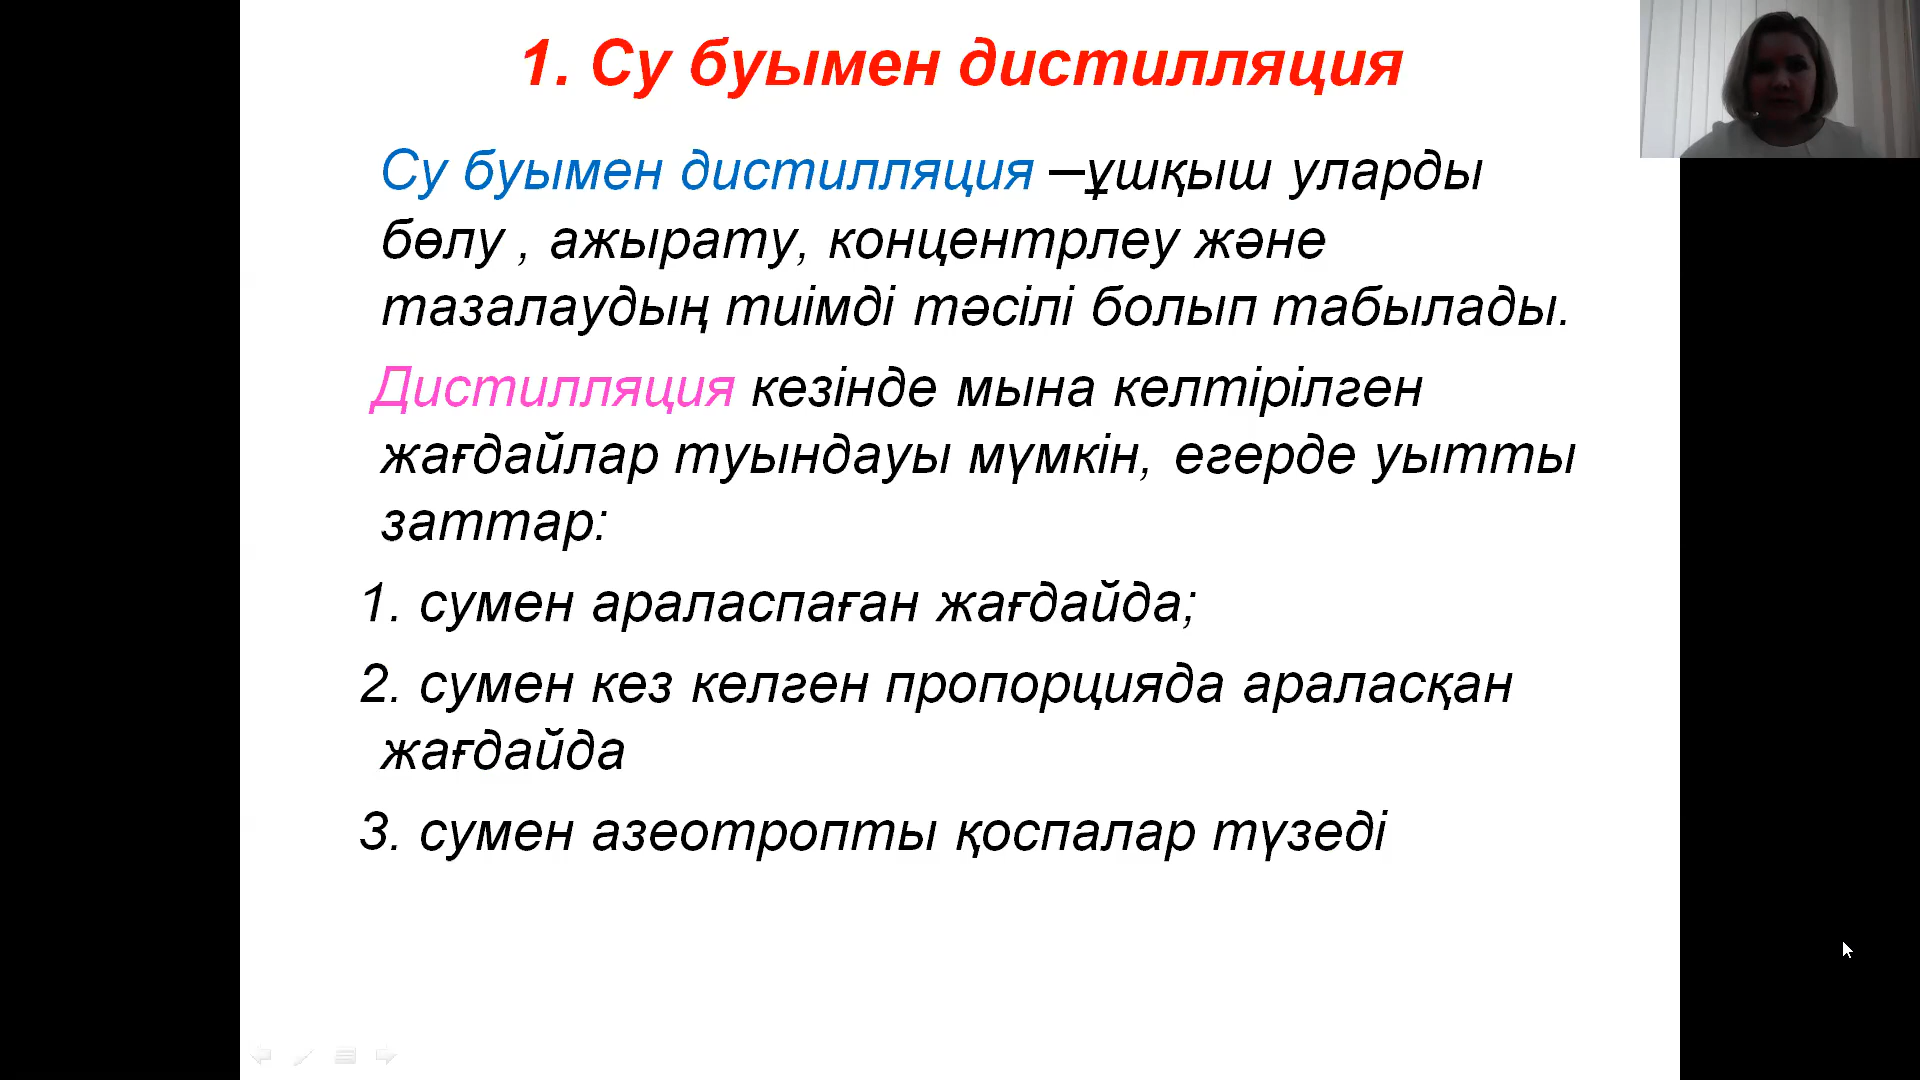 1. Су буымен дистилляция
Су буымен дистилляция –ұшқыш уларды
бөлу , ажырату, концентрлеу және
тазалаудың тиімді тәсілі болып табылады.
Дистилляция кезінде мына келтірілген
жағдайлар туындауы мүмкін, егерде уытты
заттар:
1. сумен араласпаған жағдайда;
2. сумен кез келген пропорцияда араласқан
жағдайда
3. сумен азеотропты қоспалар түзеді